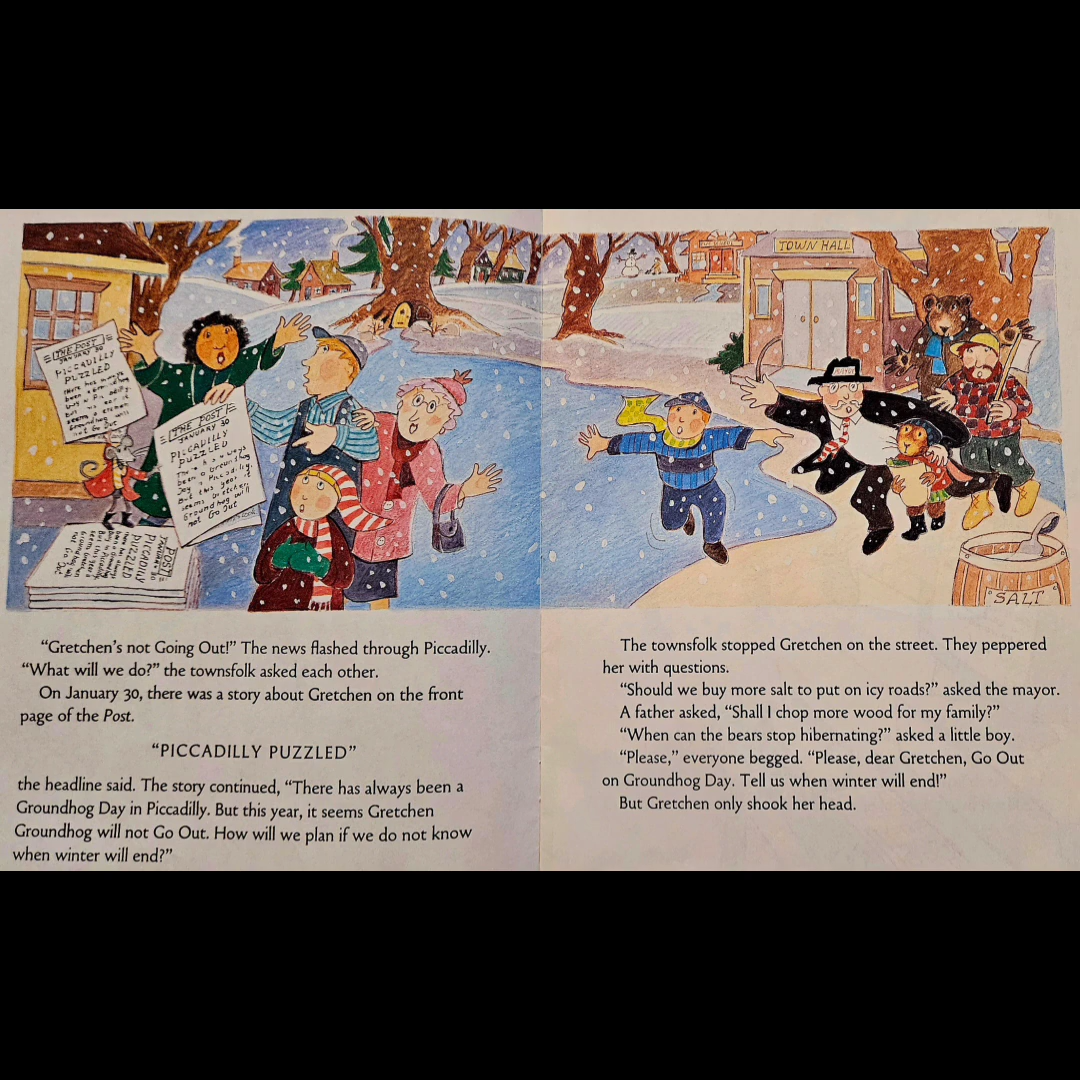 THE POST
JANUARY 30
PICCADILLY
PUZZLED
THE POST
JANUARY 30
PICCADILLY
PUZZLED
been a Groundhog
But this year it
seems Gretchen
Groundhog will
not Go Out
POST
PICCADILLY
PUZZLED
TOWN HALL
SALT
“Gretchen's not Going Out!” The news flashed through Piccadilly.
“What will we do?” the townsfolk asked each other.
On January 30, there was a story about Gretchen on the front
page of the Post.
“PICCADILLY PUZZLED”
the headline said. The story continued, “There has always been a
Groundhog Day in Piccadilly. But this year, it seems Gretchen
Groundhog will not Go Out. How will we plan if we do not know
when winter will end?”
The townsfolk stopped Gretchen on the street. They peppered
her with questions.
“Should we buy more salt to put on icy roads?” asked the mayor.
A father asked, “Shall I chop more wood for my family?”
“When can the bears stop hibernating?” asked a little boy.
“Please,” everyone begged. “Please, dear Gretchen, Go Out
on Groundhog Day. Tell us when winter will end!”
But Gretchen only shook her head.